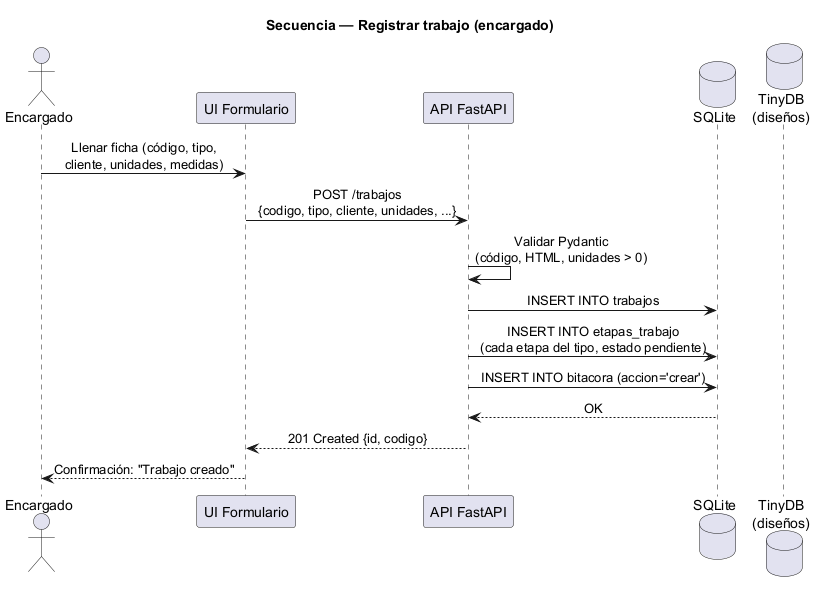 Secuencia — Registrar trabajo (encargado)
Encargado
UI Formulario
API FastAPI
SQLite
TinyDB
(diseños)
Llenar ficha (código, tipo,
cliente, unidades, medidas)
POST /trabajos
{codigo, tipo, cliente, unidades, ...}
Validar Pydantic
(código, HTML, unidades > 0)
INSERT INTO trabajos
INSERT INTO etapas_trabajo
(cada etapa del tipo, estado pendiente)
INSERT INTO bitacora (accion='crear')
OK
201 Created {id, codigo}
Confirmación: "Trabajo creado"
Encargado
UI Formulario
API FastAPI
SQLite
TinyDB
(diseños)